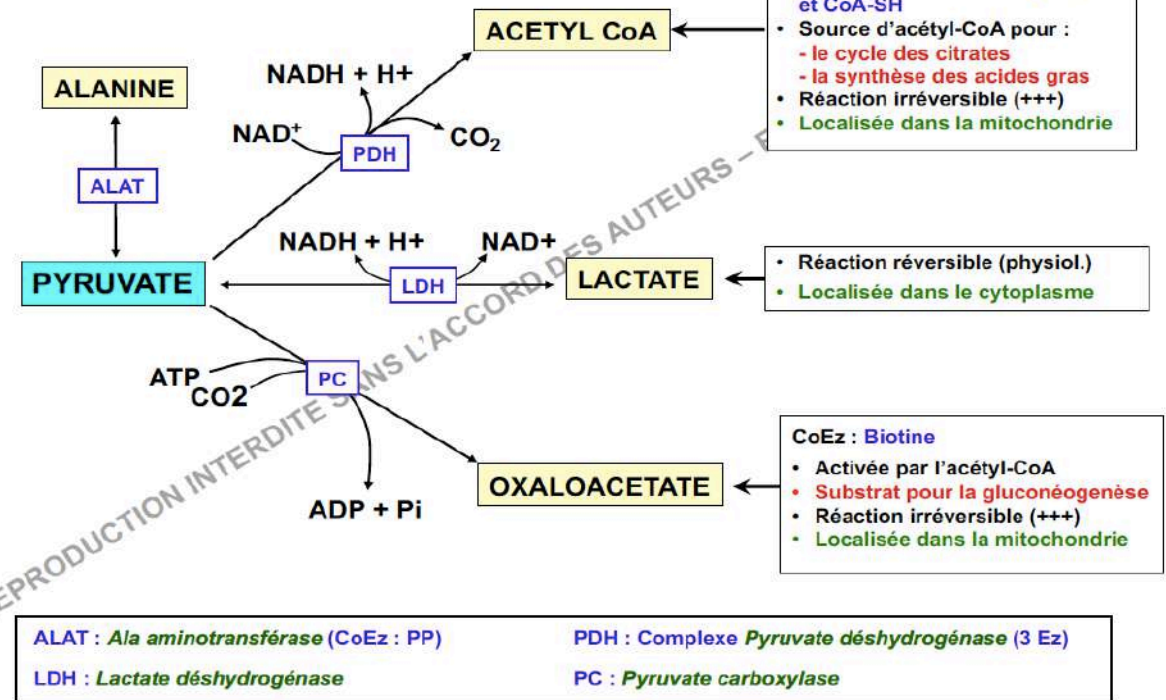 et CoA-SH
ACETYL CoA
• Source d'acétyl-CoA pour :
- le cycle des citrates
- la synthèse des acides gras
• Réaction irréversible (+++)
• Localisée dans la mitochondrie
NADH + H+
ALANINE
NAD+
CO2
PDH
ALAT
NADH + H+
NAD+
PYRUVATE
LDH
LACTATE
• Réaction réversible (physiol.)
• Localisée dans le cytoplasme
ATP
CO2
PC
ADP + Pi
OXALOACETATE
CoEz : Biotine
• Activée par l'acétyl-CoA
• Substrat pour la gluconéogenèse
• Réaction irréversible (+++)
• Localisée dans la mitochondrie
SANS L'ACCORD DES AUTEURS –
INTERDITE
ALAT : Ala aminotransférase (CoEz : PP)
PDH : Complexe Pyruvate déshydrogénase (3 Ez)
LDH : Lactate déshydrogénase
PC : Pyruvate carboxylase